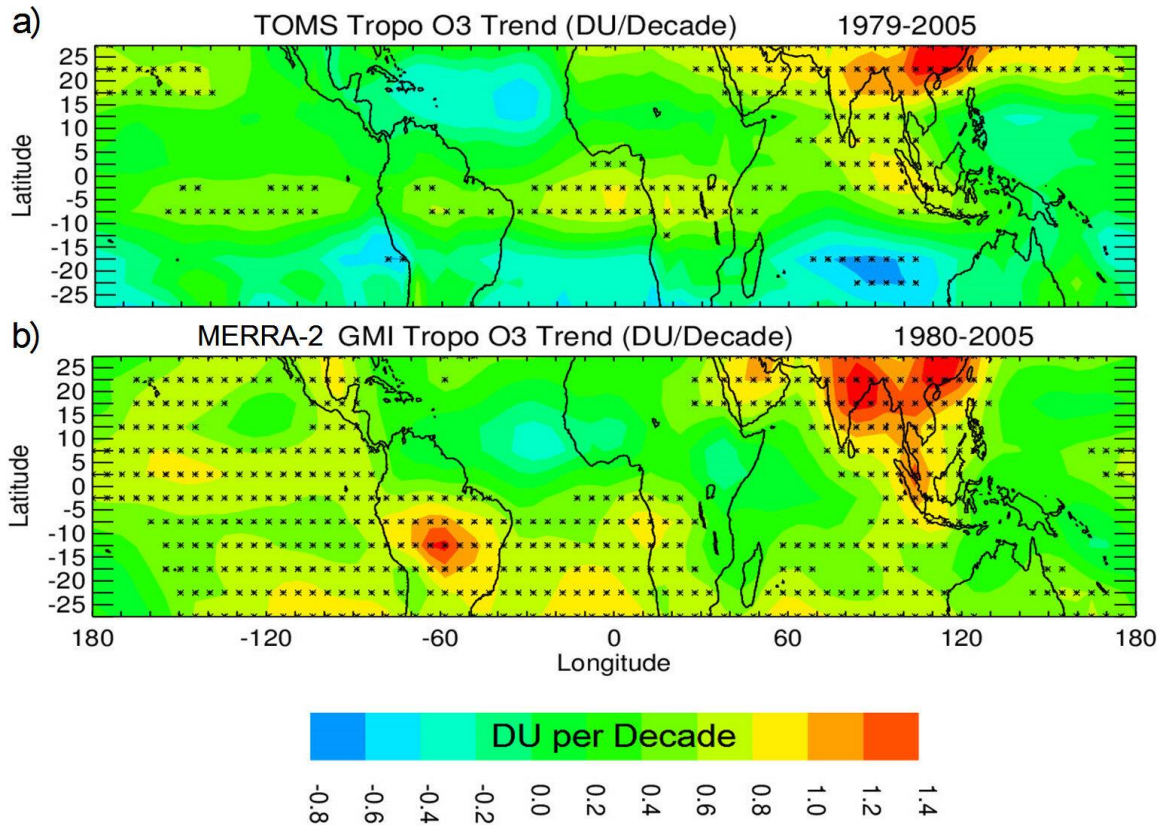 a) TOMS Tropo O3 Trend (DU/Decade) 1979-2005
25
20
15
10
5
0
-5
-10
-15
-20
-25
Latitude
b) MERRA-2 GMI Tropo O3 Trend (DU/Decade) 1980-2005
25
20
15
10
5
0
-5
-10
-15
-20
-25
Latitude
180 -120 -60 0 60 120 180
Longitude
DU per Decade
-0.8 -0.6 -0.4 -0.2 0.0 0.2 0.4 0.6 0.8 1.0 1.2 1.4